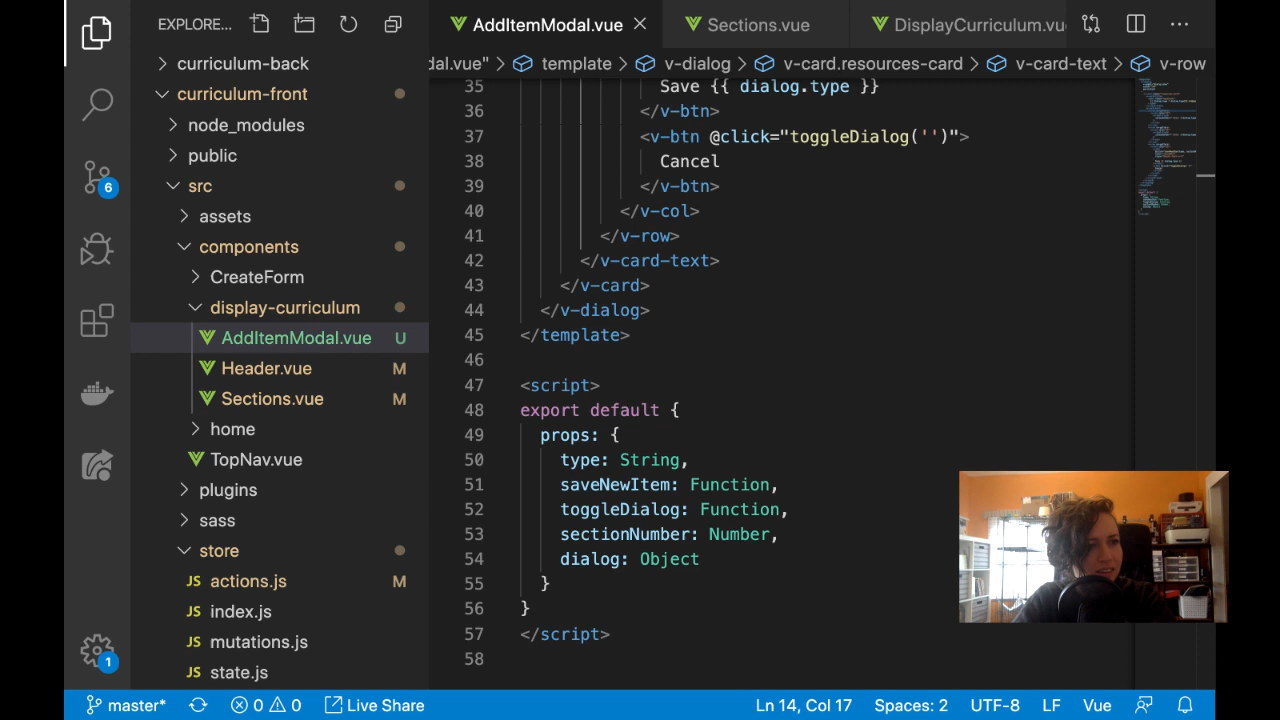 EXPLORE...
curriculum-back
curriculum-front
node_modules
public
src
assets
components
CreateForm
display-curriculum
AddItemModal.vue U
Header.vue M
Sections.vue M
home
TopNav.vue
plugins
sass
store
JS actions.js M
JS index.js
JS mutations.js
JS state.js
6
1
AddItemModal.vue
Sections.vue
DisplayCurriculum.vu
dal.vue" > template > v-dialog > v-card.resources-card > v-card-text > v-row
35 Save {{ dialog.type }}
36 </v-btn>
37 <v-btn @click="toggleDialog('')">
38 Cancel
39 </v-btn>
40 </v-col>
41 </v-row>
42 </v-card-text>
43 </v-card>
44 </v-dialog>
45 </template>
46
47 <script>
48 export default {
49 props: {
50 type: String,
51 saveNewItem: Function,
52 toggleDialog: Function,
53 sectionNumber: Number,
54 dialog: Object
55 }
56 }
57 </script>
58
master* 0 0 Live Share Ln 14, Col 17 Spaces: 2 UTF-8 LF Vue